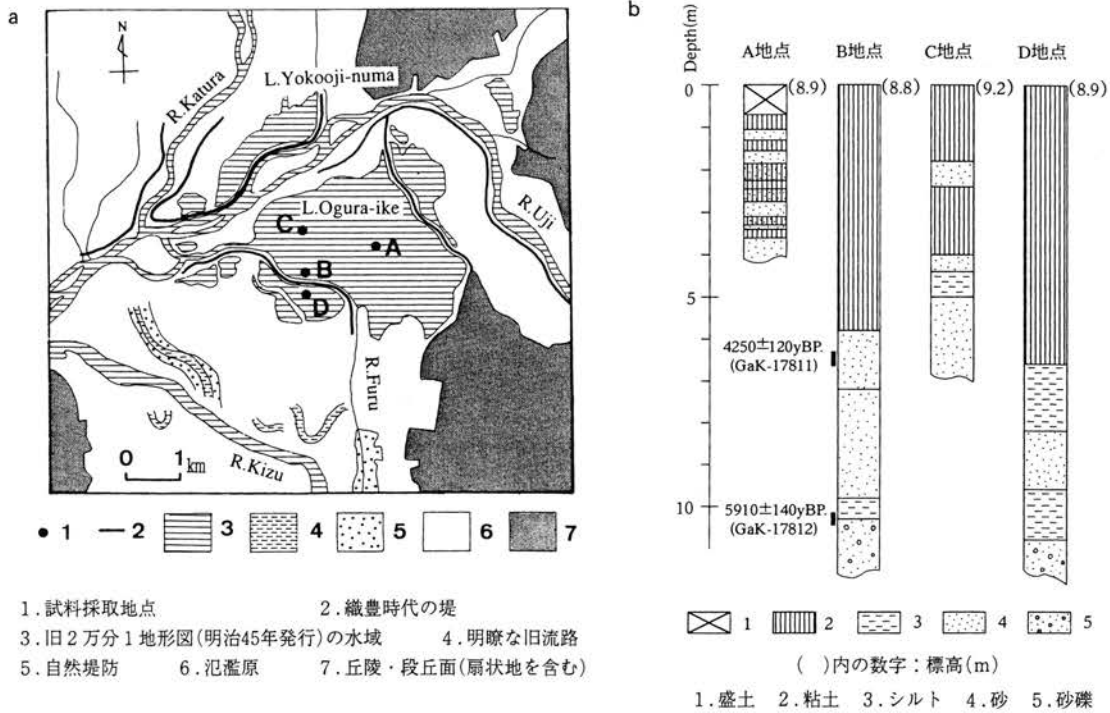 a
N
L.Yokooji-numa
R.Katura
L.Ogura-ike
R.Uji
C
A
B
D
R.Furu
R.Kizu
0 1 km
1 2 3 4 5 6 7
1.試料採取地点 2.織豊時代の堤
3.旧2万分1地形図(明治45年発行)の水域 4.明瞭な旧流路
5.自然堤防 6.氾濫原 7.丘陵・段丘面(扇状地を含む)
b
Depth(m)
A地点 B地点 C地点 D地点
0 (8.9) (8.8) (9.2) (8.9)
5
4250±120yBP.
(GaK-17811)
5910±140yBP.
(GaK-17812)
10
1 2 3 4 5
( )内の数字:標高(m)
1.盛土 2.粘土 3.シルト 4.砂 5.砂礫